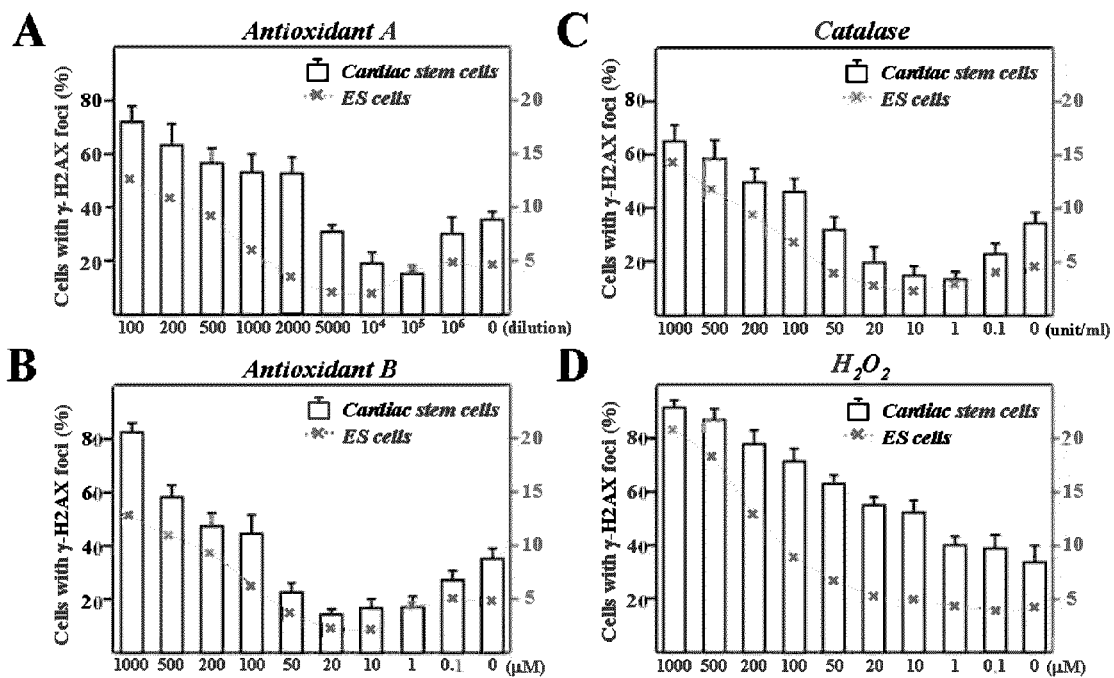 A
Antioxidant A
Cells with γ-H2AX foci (%)
80
60
40
20
Cardiac stem cells
ES cells
20
15
10
5
100 200 500 1000 2000 5000 10⁴ 10⁵ 10⁶ 0 (dilution)
B
Antioxidant B
Cells with γ-H2AX foci (%)
80
60
40
20
Cardiac stem cells
ES cells
20
15
10
5
1000 500 200 100 50 20 10 1 0.1 0 (μM)
C
Catalase
Cells with γ-H2AX foci (%)
80
60
40
20
Cardiac stem cells
ES cells
20
15
10
5
1000 500 200 100 50 20 10 1 0.1 0 (unit/ml)
D
H₂O₂
Cells with γ-H2AX foci (%)
80
60
40
20
Cardiac stem cells
ES cells
20
15
10
5
1000 500 200 100 50 20 10 1 0.1 0 (μM)